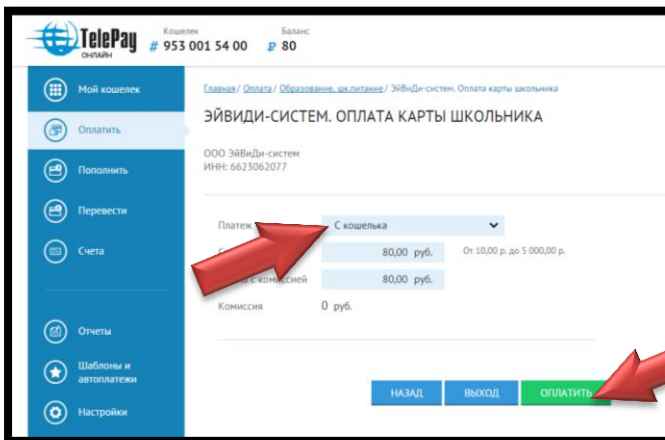 TelePay
ОНЛАЙН
Кошелек
# 953 001 54 00
Баланс
₽ 80
Мой кошелек
Оплатить
Пополнить
Перевести
Счета
Отчеты
Шаблоны и
автоплатежи
Настройки
Главная / Оплата / Образование, шк.питание / ЭйВиДи-систем. Оплата карты школьника
ЭЙВИДИ-СИСТЕМ. ОПЛАТА КАРТЫ ШКОЛЬНИКА
ООО ЭйВиДи-систем
ИНН: 6623062077
Платеж С кошелька
80,00 руб. От 10,00 р. до 5 000,00 р.
с комиссией 80,00 руб.
Комиссия 0 руб.
НАЗАД ВЫХОД ОПЛАТИТЬ